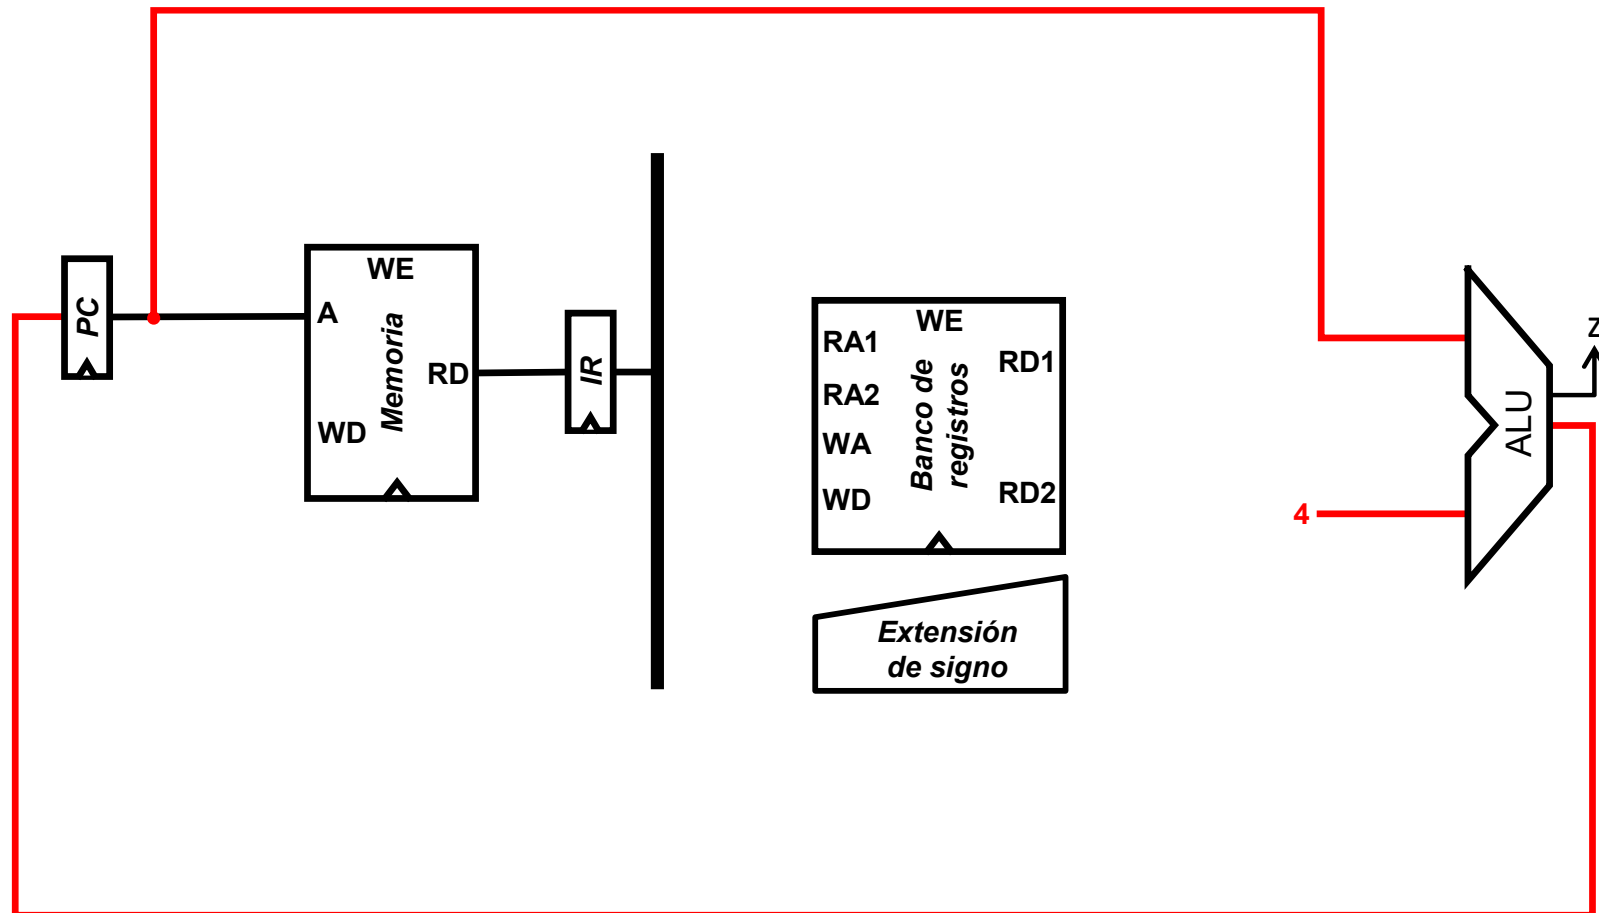 PC
WE
A
Memoria
RD
WD
IR
WE
RA1
RD1
RA2
Banco de
registros
WA
WD
RD2
Extensión
de signo
4
ALU
Z